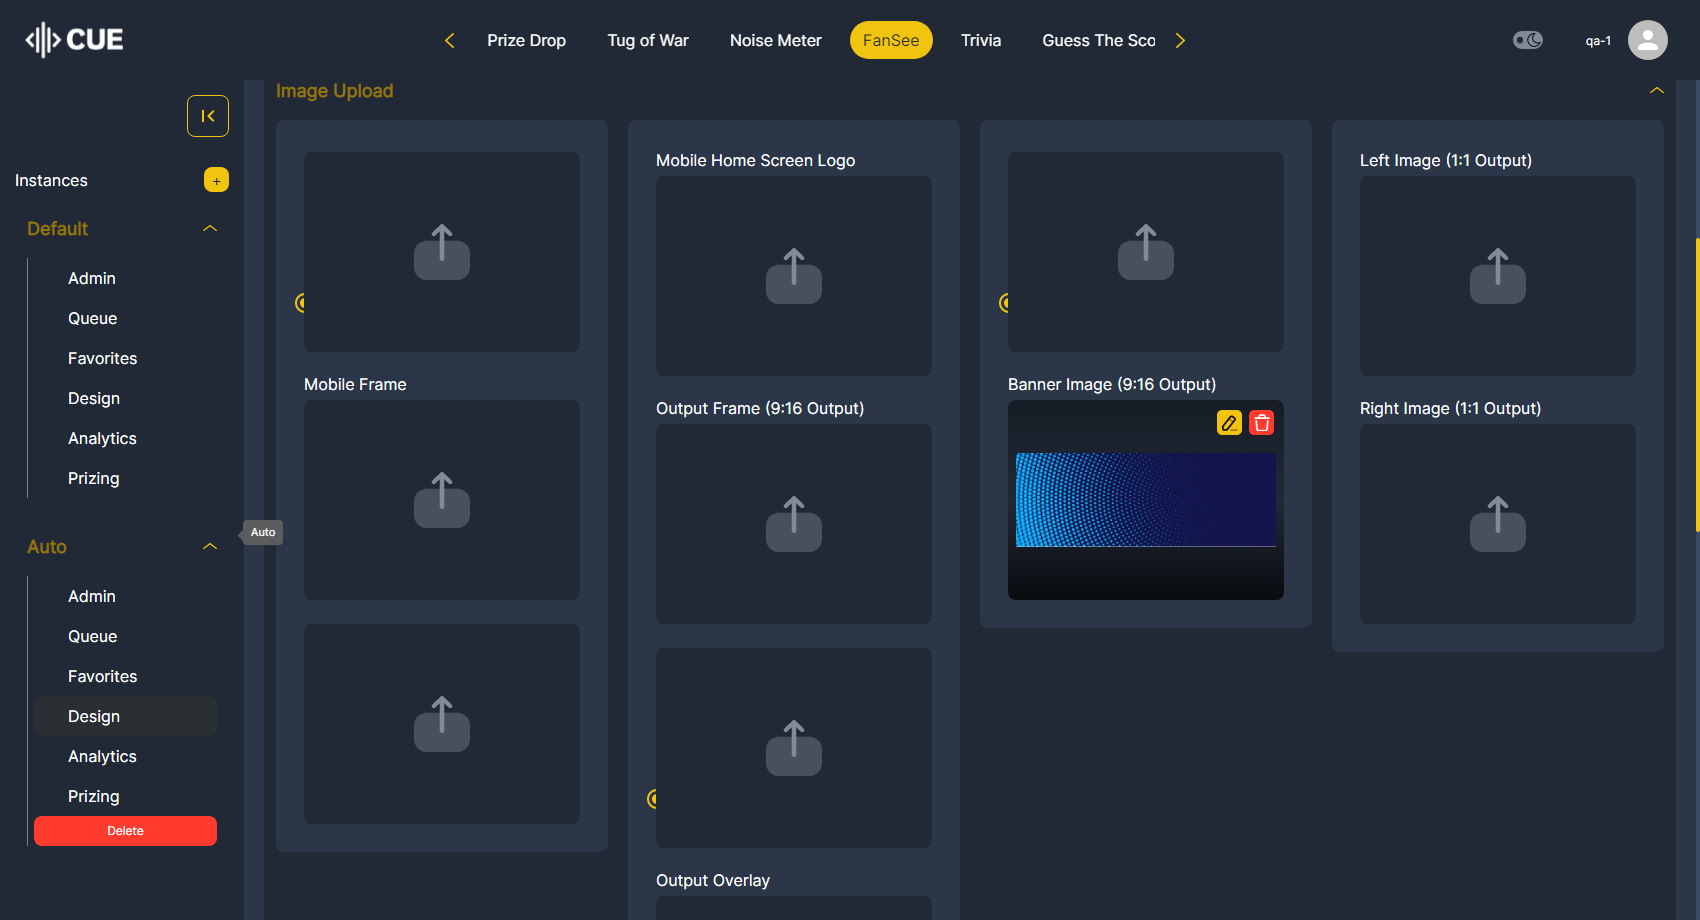 CUE
Prize Drop
Tug of War
Noise Meter
FanSee
Trivia
Guess The Sco
qa-1
Instances
+
Default
Admin
Queue
Favorites
Design
Analytics
Prizing
Auto
Auto
Admin
Queue
Favorites
Design
Analytics
Prizing
Delete
Image Upload
Mobile Frame
Mobile Home Screen Logo
Output Frame (9:16 Output)
Output Overlay
Banner Image (9:16 Output)
Left Image (1:1 Output)
Right Image (1:1 Output)